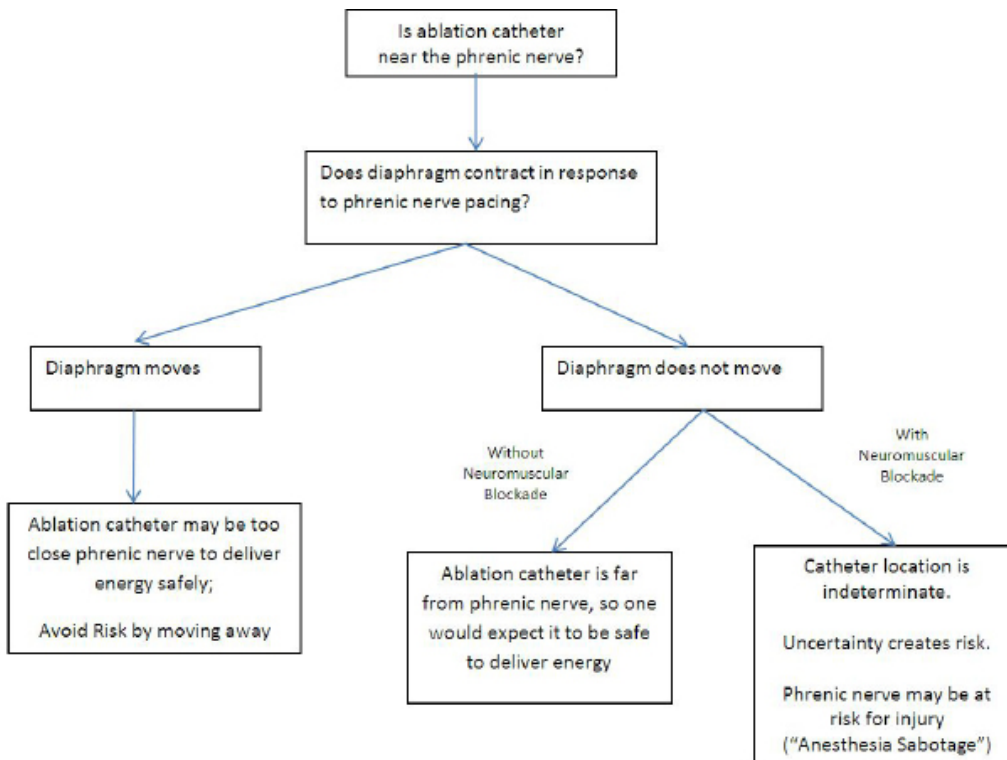 Is ablation catheter
near the phrenic nerve?
Does diaphragm contract in response
to phrenic nerve pacing?
Diaphragm moves
Diaphragm does not move
Without
Neuromuscular
Blockade
With
Neuromuscular
Blockade
Ablation catheter may be too
close phrenic nerve to deliver
energy safely;
Avoid Risk by moving away
Ablation catheter is far
from phrenic nerve, so one
would expect it to be safe
to deliver energy
Catheter location is
indeterminate.
Uncertainty creates risk.
Phrenic nerve may be at
risk for injury
(“Anesthesia Sabotage”)